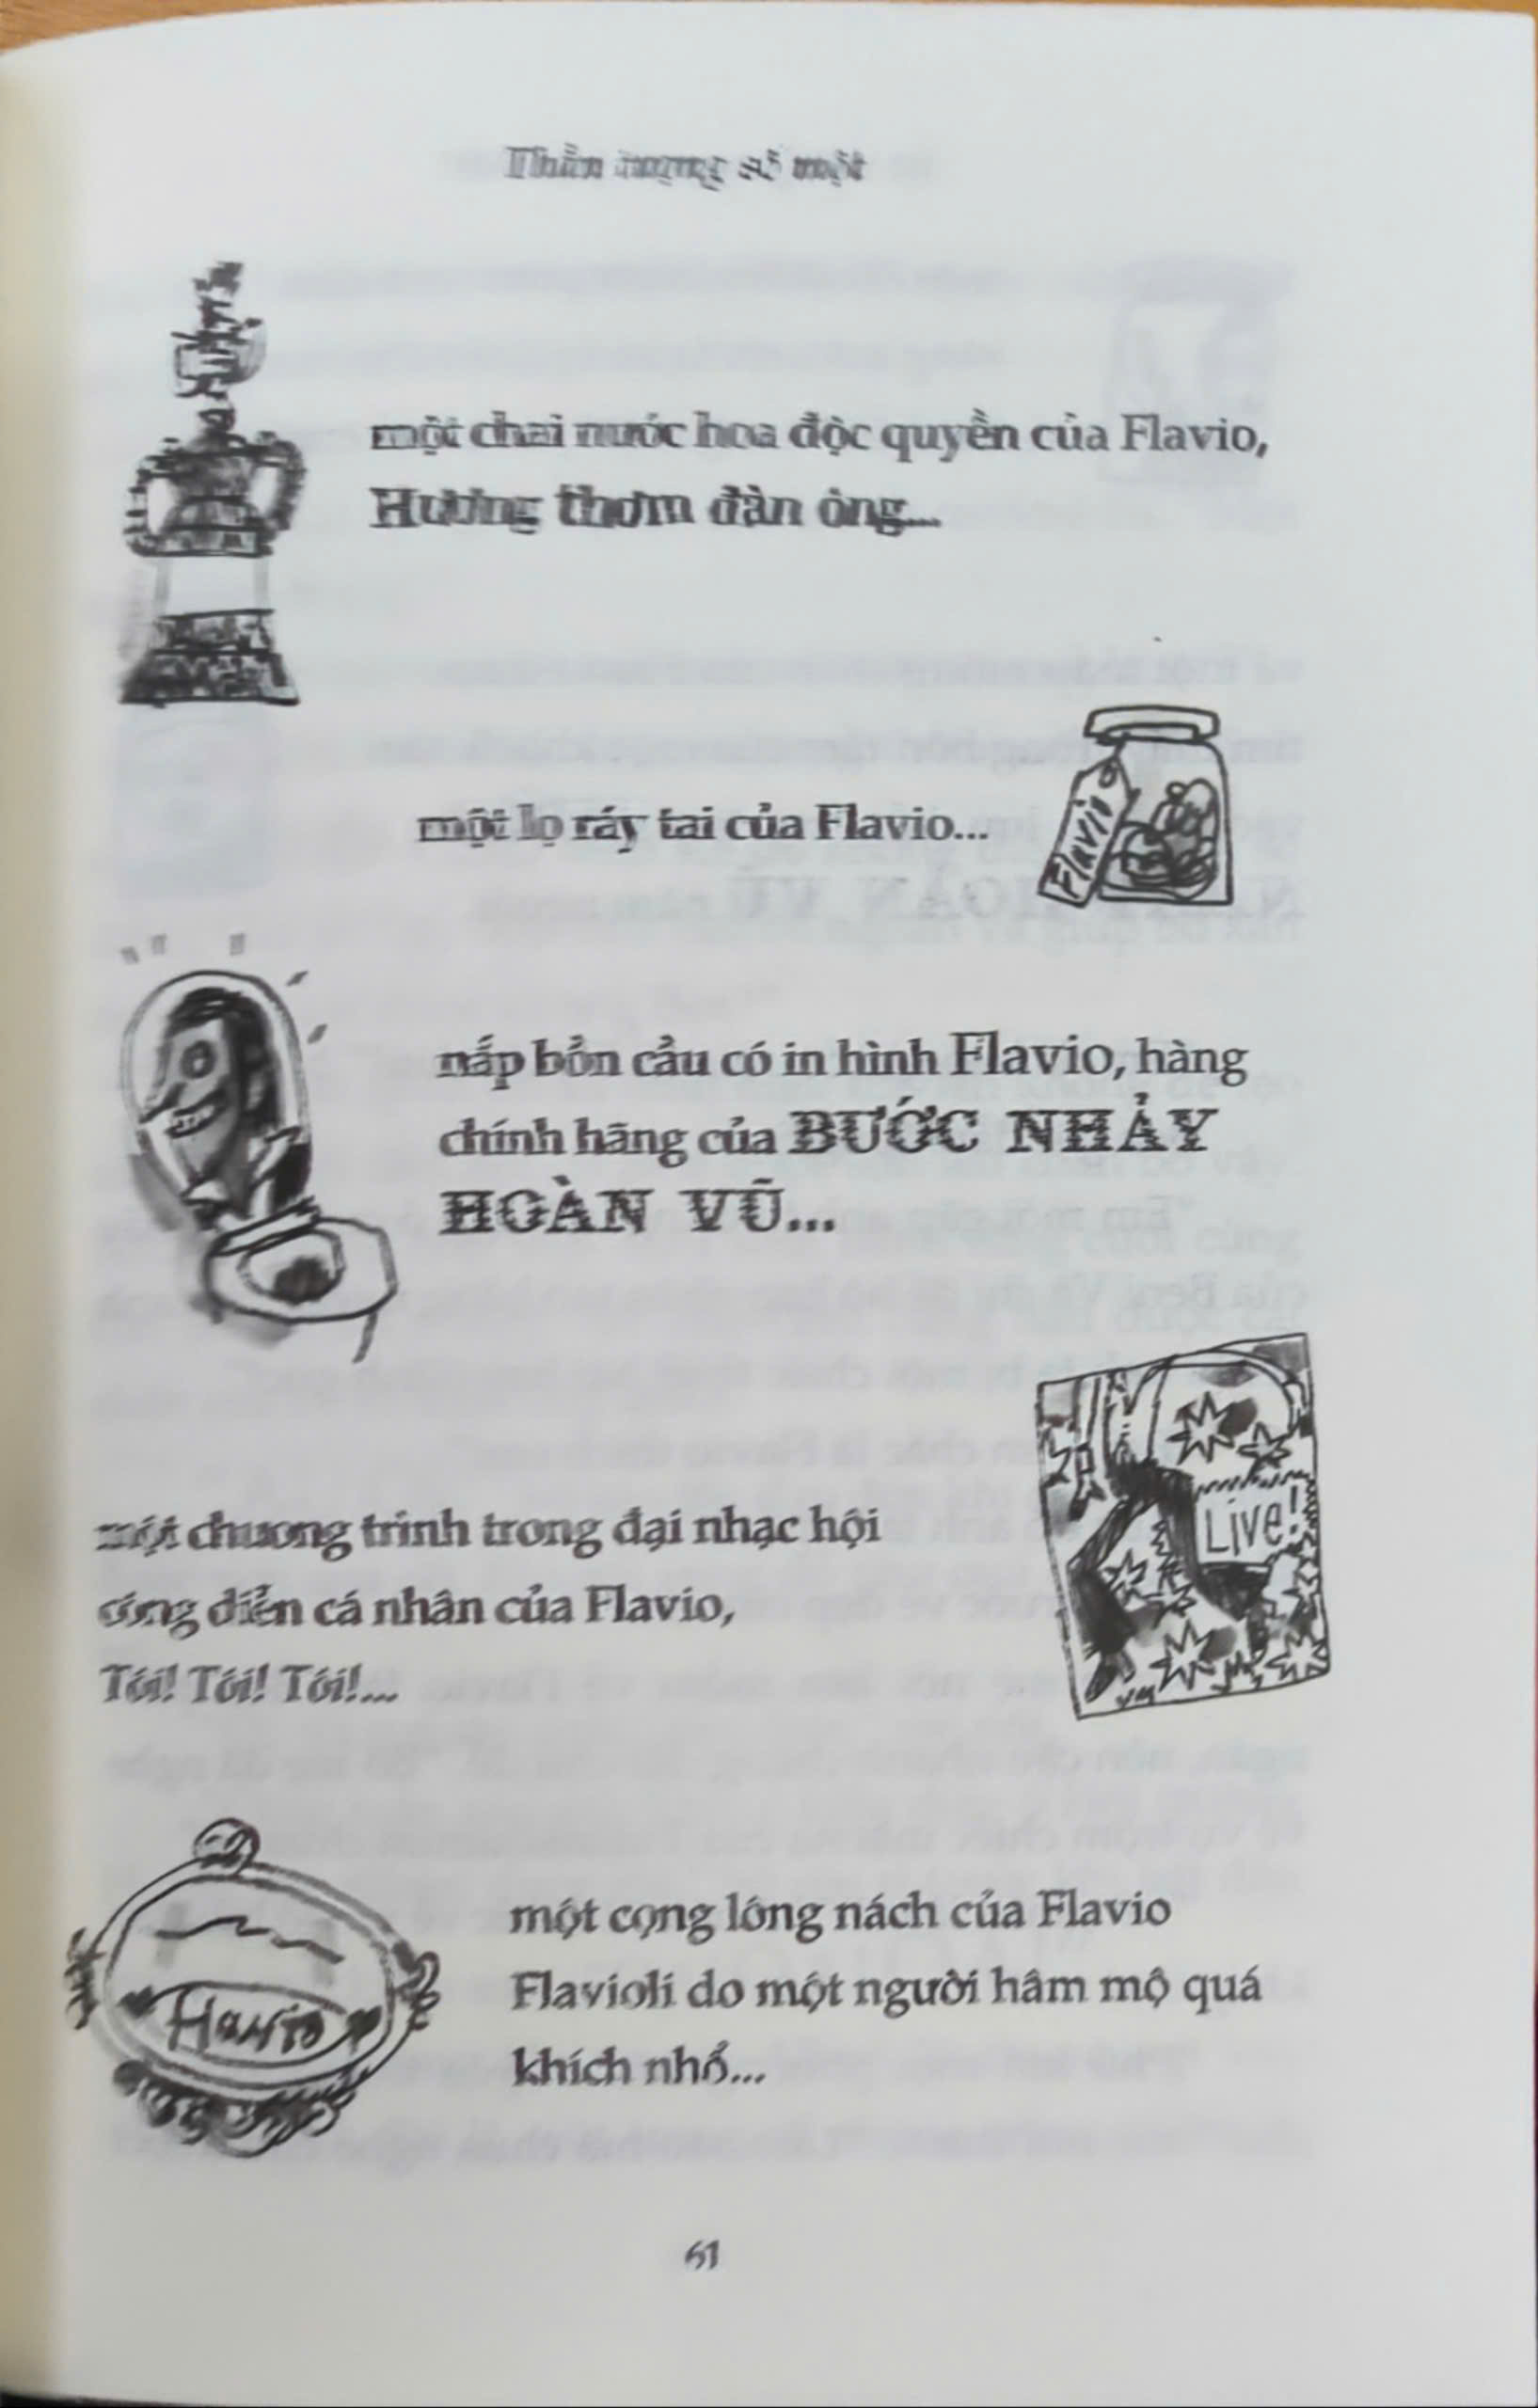 Thần tượng số một
một chai nước hoa độc quyền của Flavio,
Hương thơm đàn ông...
một lọ ráy tai của Flavio...
Flavio
nắp bồn cầu có in hình Flavio, hàng
chính hãng của BƯỚC NHẢY
HOÀN VŨ...
một chương trình trong đại nhạc hội
diễn cá nhân của Flavio,
Tôi! Tôi! Tôi!...
Live!
một cọng lông nách của Flavio
Flavioli do một người hâm mộ quá
khích nhổ...
Flavio
61